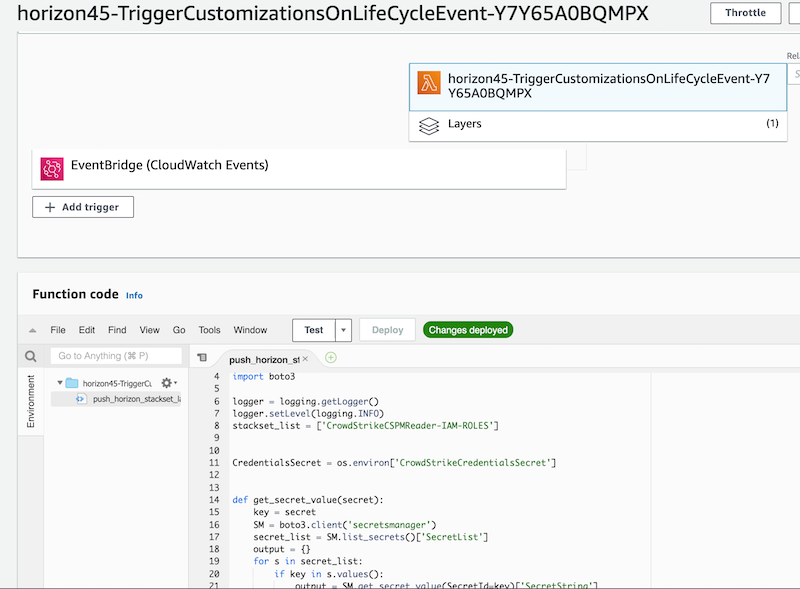 horizon45-TriggerCustomizationsOnLifeCycleEvent-Y7Y65A0BQMPX
Throttle
Rel
horizon45-TriggerCustomizationsOnLifeCycleEvent-Y7
Y65A0BQMPX
Layers
(1)
EventBridge (CloudWatch Events)
+ Add trigger
Function code Info
File Edit Find View Go Tools Window Test Deploy Changes deployed
Go to Anything (⌘ P)
push_horizon_st ×
Environment
horizon45-TriggerCu
push_horizon_stackset_la
4 import boto3
5
6 logger = logging.getLogger()
7 logger.setLevel(logging.INFO)
8 stackset_list = ['CrowdStrikeCSPMReader-IAM-ROLES']
9
10
11 CredentialsSecret = os.environ['CrowdStrikeCredentialsSecret']
12
13
14 def get_secret_value(secret):
15 key = secret
16 SM = boto3.client('secretsmanager')
17 secret_list = SM.list_secrets()['SecretList']
18 output = {}
19 for s in secret_list:
20 if key in s.values():
21 output = SM.get_secret_value(SecretId=key)['SecretString']